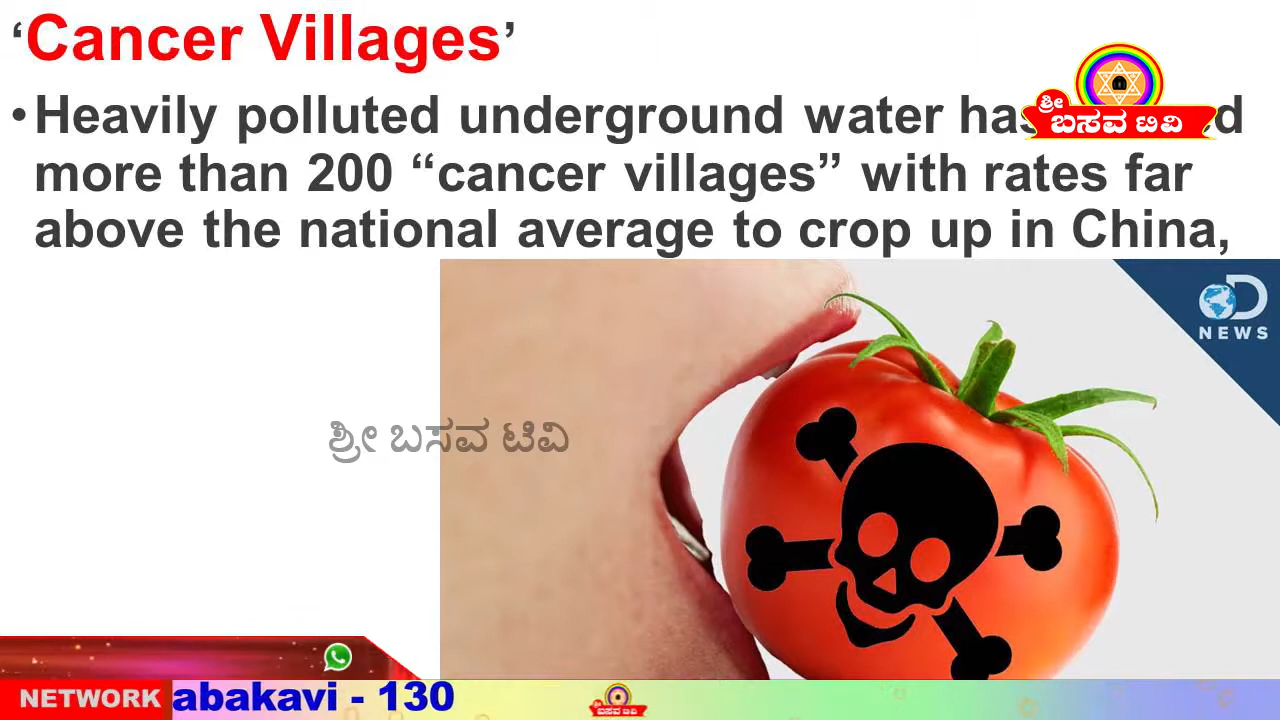 ‘Cancer Villages’
• Heavily polluted underground water has
more than 200 “cancer villages” with rates far
above the national average to crop up in China,
ಶ್ರೀ
ಬಸವ ಟಿವಿ
NEWS
ಶ್ರೀ ಬಸವ ಟಿವಿ
NETWORK abakavi - 130
ಶ್ರೀ
ಬಸವ ಟಿವಿ